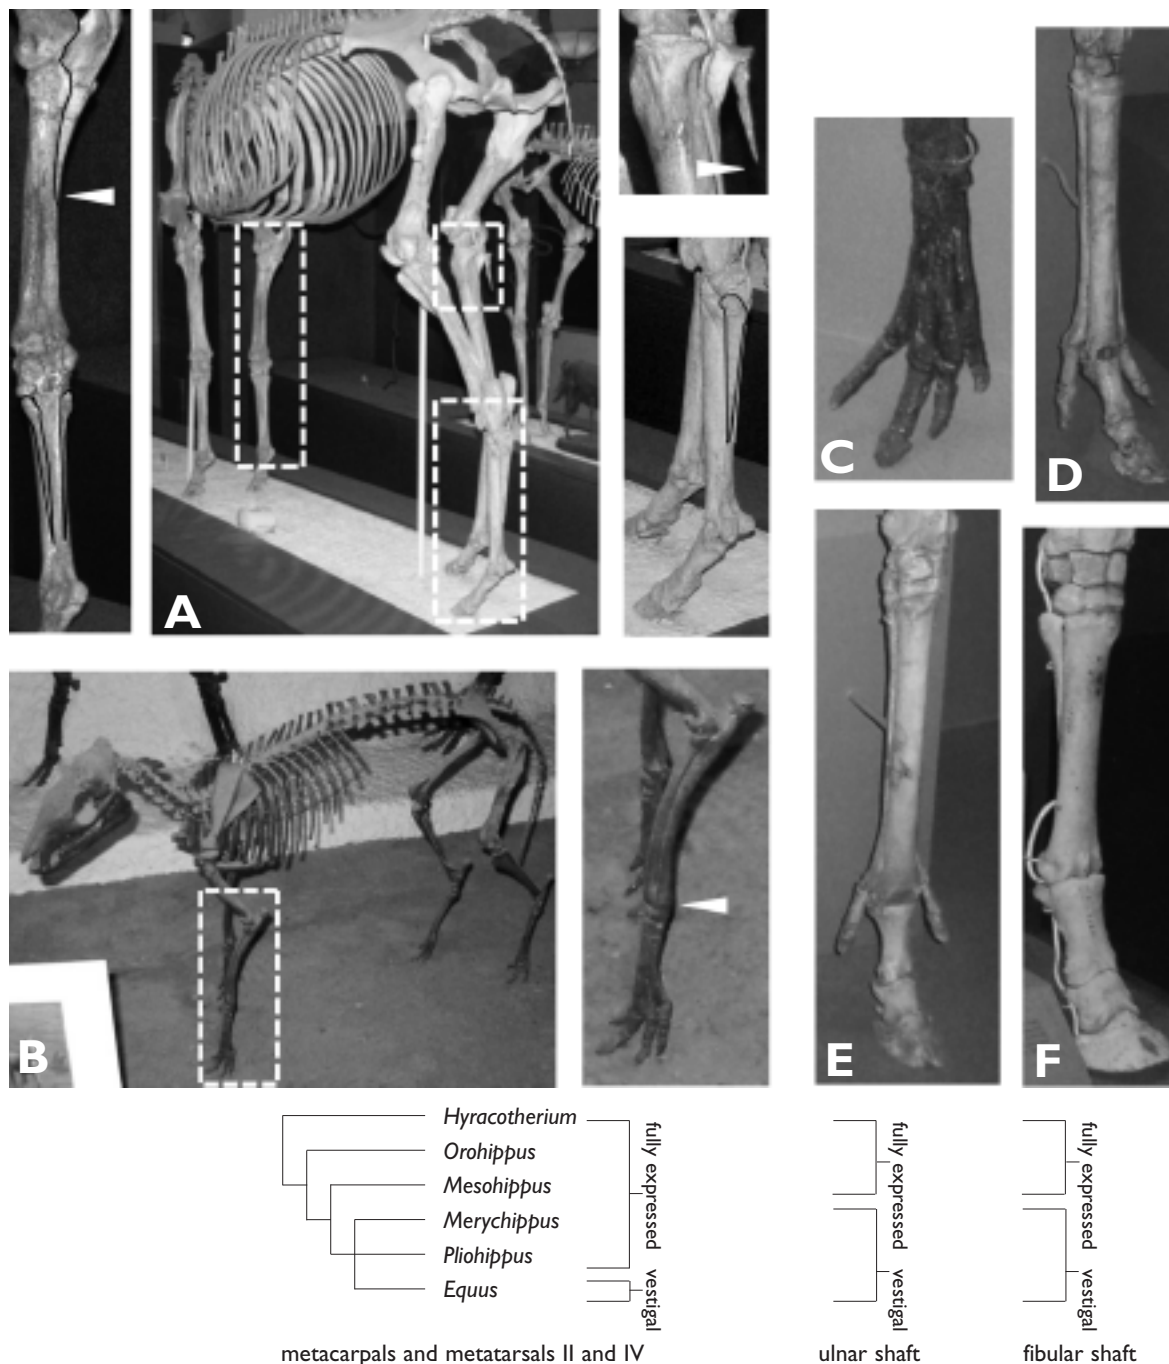 A
B
C
D
E
F
Hyracotherium
Orohippus
Mesohippus
Merychippus
Pliohippus
Equus
fully expressed
vestigal
fully expressed
vestigal
fully expressed
vestigal
metacarpals and metatarsals II and IV
ulnar shaft
fibular shaft